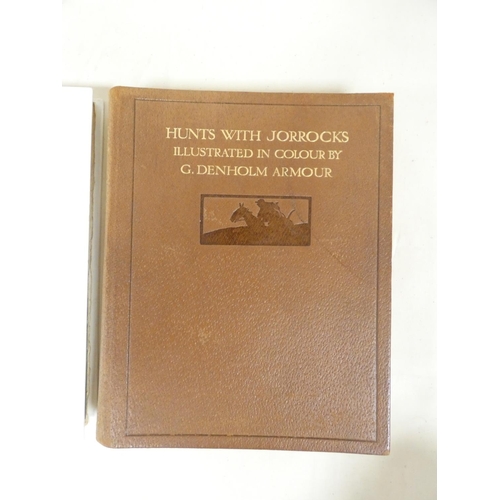 HUNTS WITH JORROCKS
ILLUSTRATED IN COLOUR BY
G. DENHOLM ARMOUR